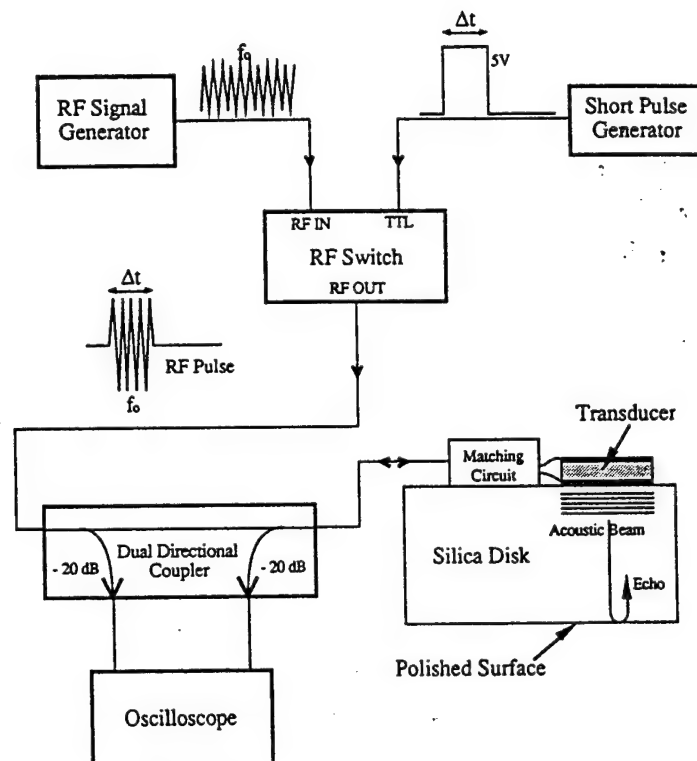 Δt
f₀
5V
RF Signal
Generator
Short Pulse
Generator
RF IN
TTL
RF Switch
RF OUT
Δt
RF Pulse
f₀
Transducer
Matching
Circuit
Acoustic Beam
Dual Directional
Coupler
- 20 dB
- 20 dB
Silica Disk
Echo
Polished Surface
Oscilloscope